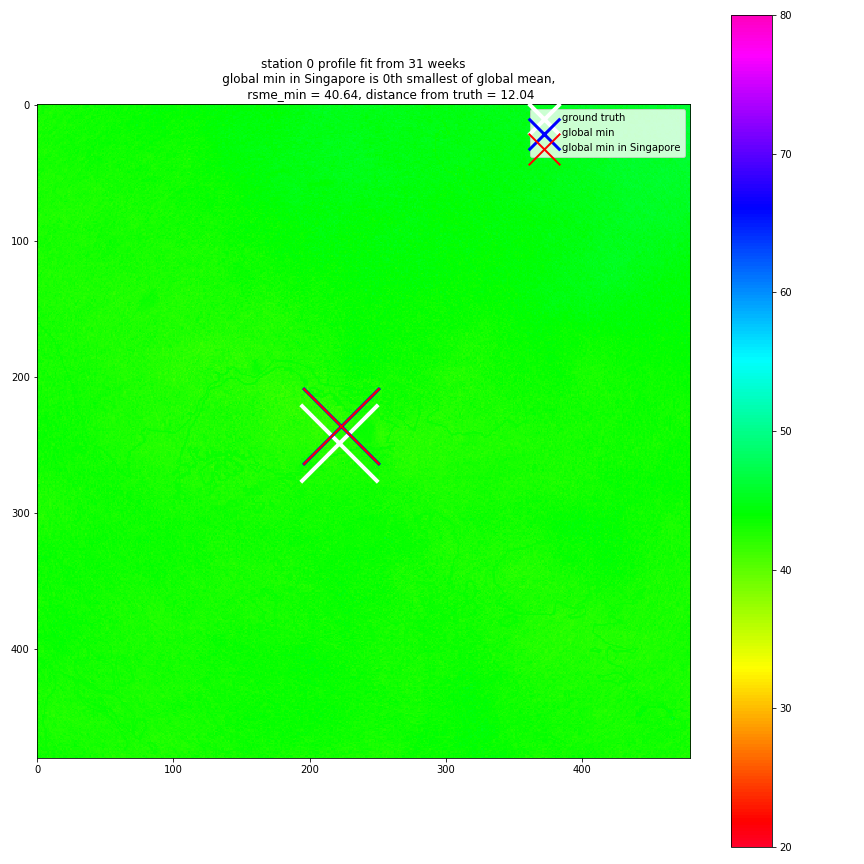 station 0 profile fit from 31 weeks
global min in Singapore is 0th smallest of global mean,
rsme_min = 40.64, distance from truth = 12.04
ground truth
global min
global min in Singapore
0
100
200
300
400
0
100
200
300
400
80
70
60
50
40
30
20